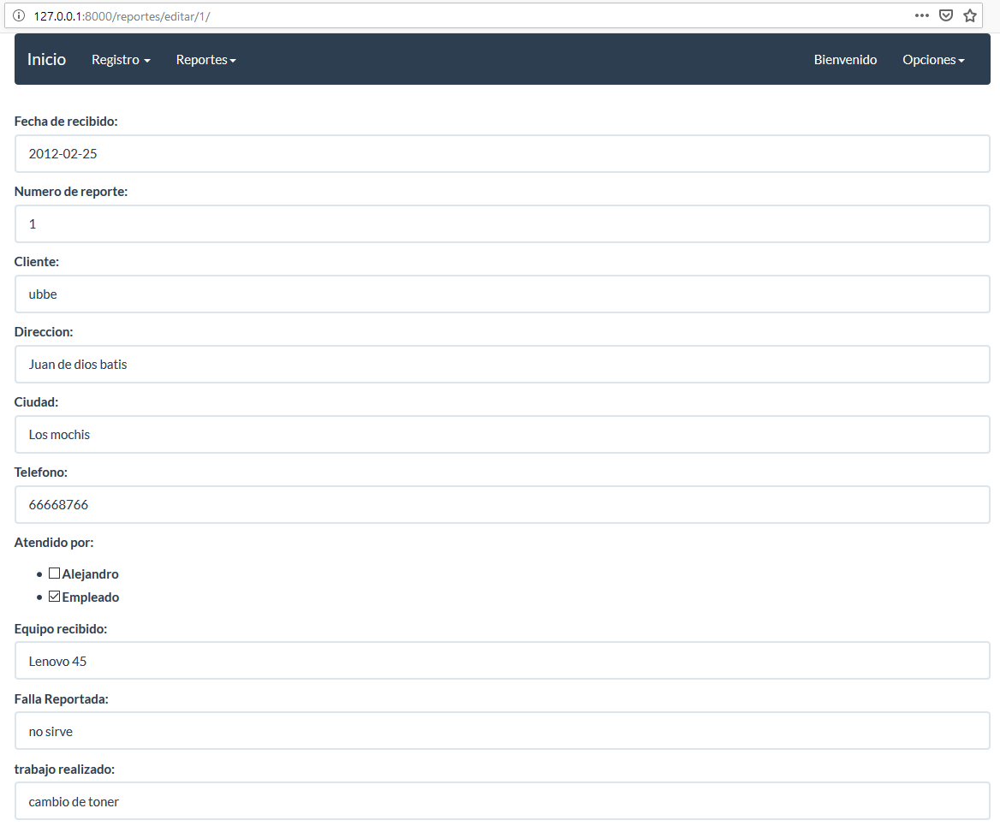 127.0.0.1:8000/reportes/editar/1/
Inicio Registro Reportes Bienvenido Opciones
Fecha de recibido:
2012-02-25
Numero de reporte:
1
Cliente:
ubbe
Direccion:
Juan de dios batis
Ciudad:
Los mochis
Telefono:
66668766
Atendido por:
Alejandro
Empleado
Equipo recibido:
Lenovo 45
Falla Reportada:
no sirve
trabajo realizado:
cambio de toner